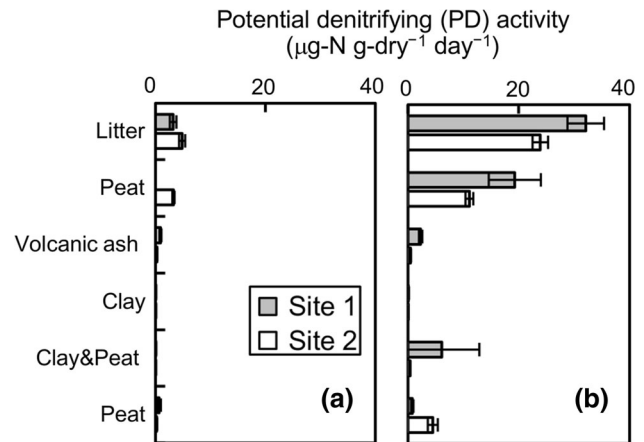 Potential denitrifying (PD) activity
(μg-N g-dry⁻¹ day⁻¹)
0 20 40 0 20 40
Litter
Peat
Volcanic ash
Clay
Clay&Peat
Peat
Site 1
Site 2
(a)
(b)